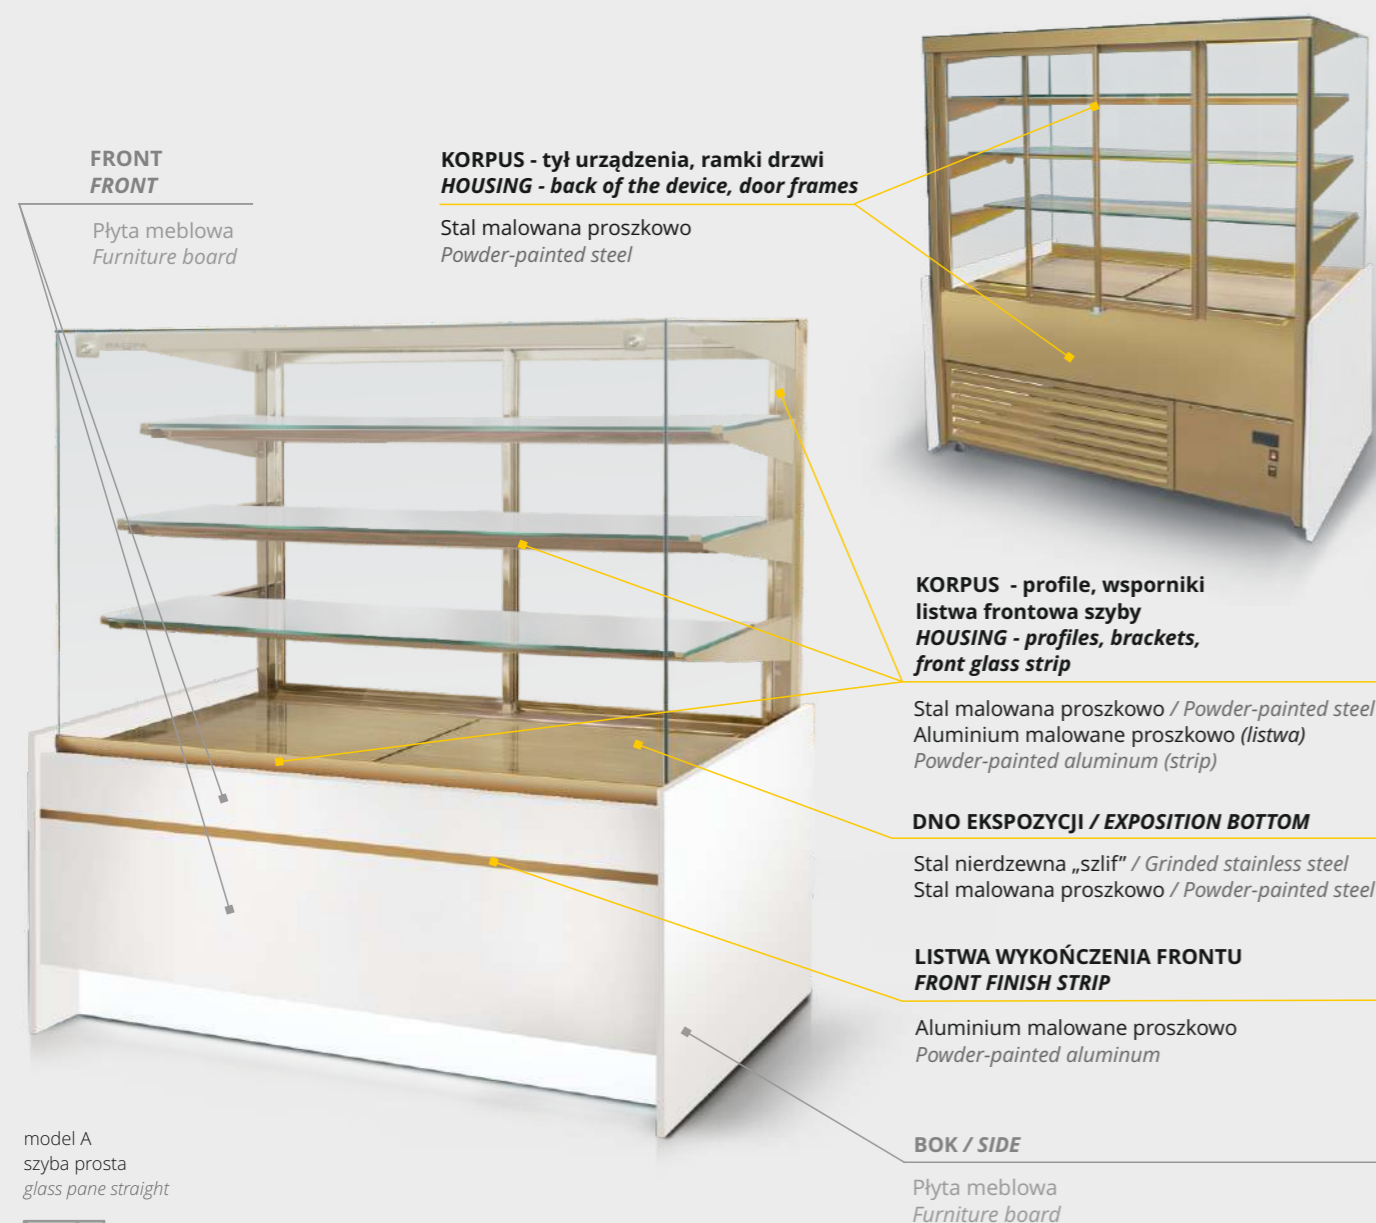 FRONT
FRONT
Płyta meblowa
Furniture board
KORPUS - tył urządzenia, ramki drzwi
HOUSING - back of the device, door frames
Stal malowana proszkowo
Powder-painted steel
KORPUS - profile, wsporniki
listwa frontowa szyby
HOUSING - profiles, brackets,
front glass strip
Stal malowana proszkowo / Powder-painted steel
Aluminium malowane proszkowo (listwa)
Powder-painted aluminum (strip)
DNO EKSPOZYCJI / EXPOSITION BOTTOM
Stal nierdzewna „szlif” / Grinded stainless steel
Stal malowana proszkowo / Powder-painted steel
LISTWA WYKOŃCZENIA FRONTU
FRONT FINISH STRIP
Aluminium malowane proszkowo
Powder-painted aluminum
BOK / SIDE
Płyta meblowa
Furniture board
model A
szyba prosta
glass pane straight